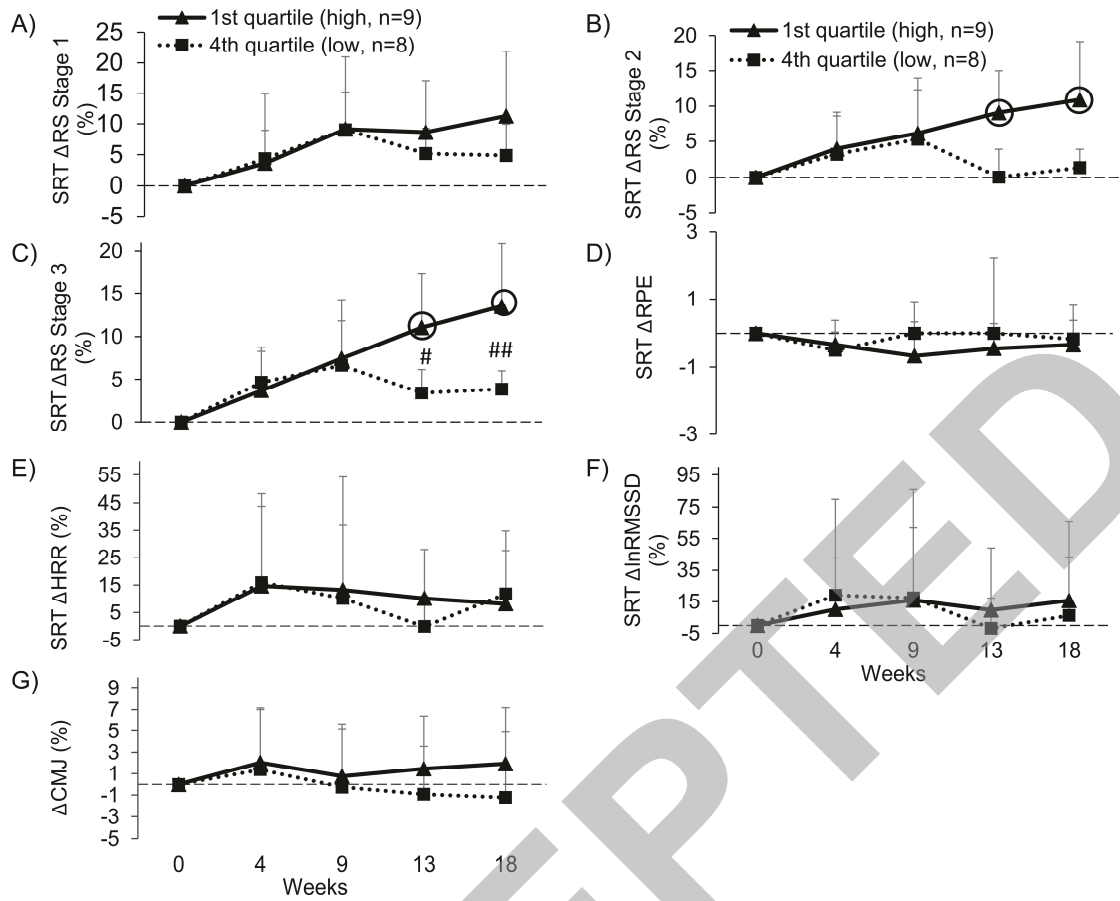 A)
1st quartile (high, n=9)
4th quartile (low, n=8)
SRT ΔRS Stage 1
(%)
25
20
15
10
5
0
-5
B)
1st quartile (high, n=9)
4th quartile (low, n=8)
SRT ΔRS Stage 2
(%)
20
15
10
5
0
-5
C)
SRT ΔRS Stage 3
(%)
20
15
10
5
0
#
##
D)
SRT ΔRPE
3
1
-1
-3
E)
SRT ΔHRR (%)
55
45
35
25
15
5
-5
F)
SRT ΔlnRMSSD
(%)
95
75
55
35
15
-5
0 4 9 13 18
Weeks
G)
ΔCMJ (%)
9
7
5
3
1
-1
-3
-5
0 4 9 13 18
Weeks
EPTED